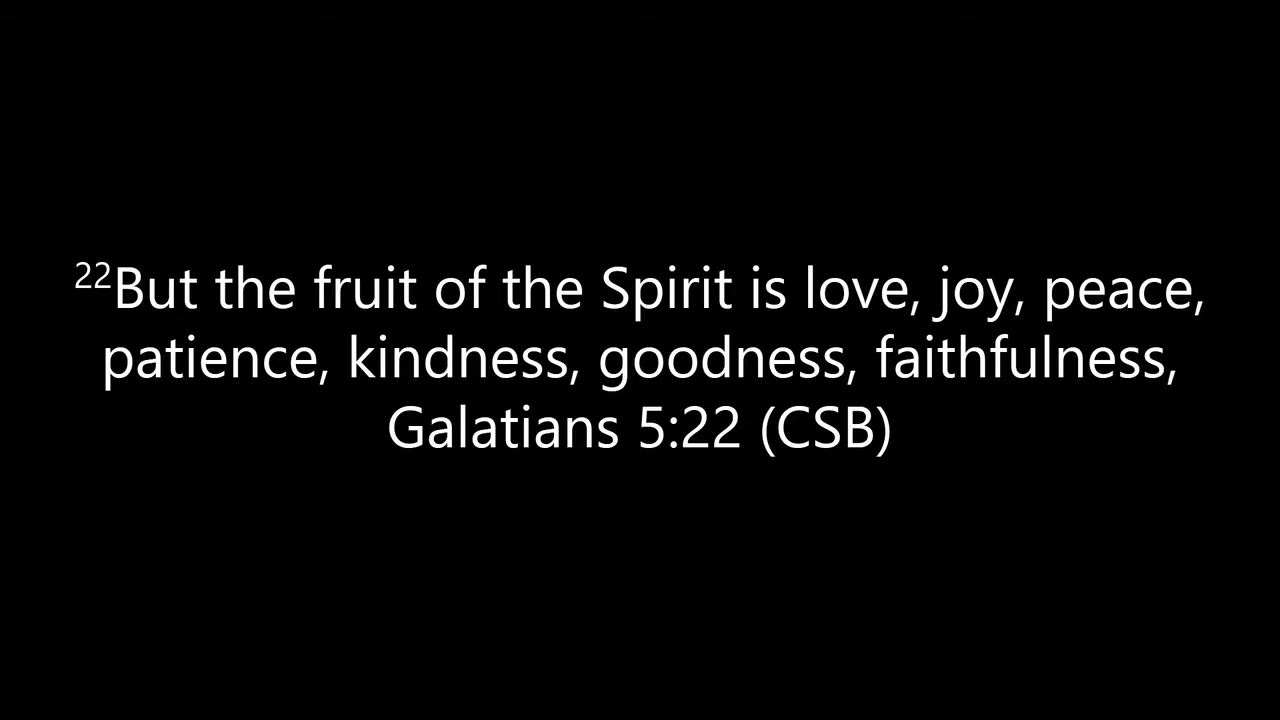 ²²But the fruit of the Spirit is love, joy, peace,
patience, kindness, goodness, faithfulness,
Galatians 5:22 (CSB)